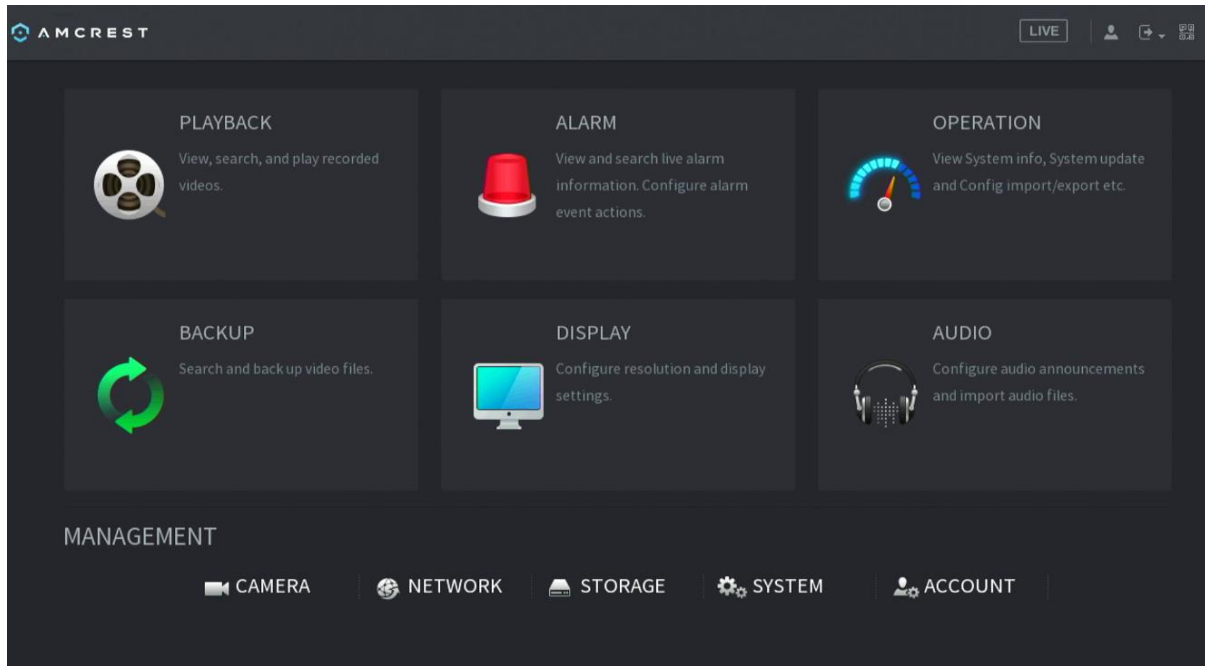 AMCREST
LIVE
PLAYBACK
View, search, and play recorded
videos.
ALARM
View and search live alarm
information. Configure alarm
event actions.
OPERATION
View System info, System update
and Config import/export etc.
BACKUP
Search and back up video files.
DISPLAY
Configure resolution and display
settings.
AUDIO
Configure audio announcements
and import audio files.
MANAGEMENT
CAMERA
NETWORK
STORAGE
SYSTEM
ACCOUNT